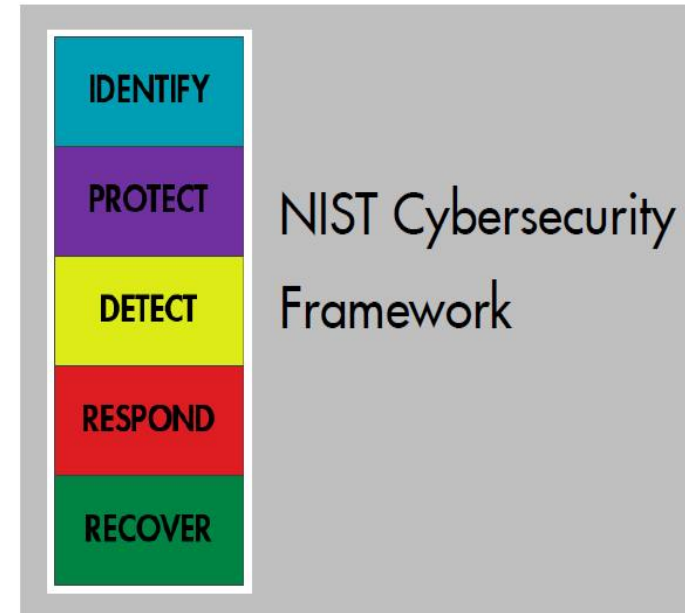 IDENTIFY
PROTECT
DETECT
RESPOND
RECOVER
NIST Cybersecurity
Framework